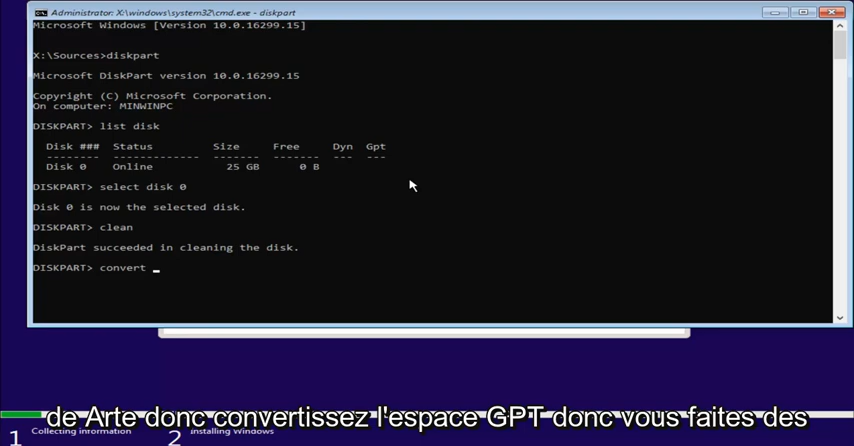 Administrator: X:\windows\system32\cmd.exe - diskpart
Microsoft Windows [Version 10.0.16299.15]
X:\Sources>diskpart
Microsoft DiskPart version 10.0.16299.15
Copyright (C) Microsoft Corporation.
On computer: MINWINPC
DISKPART> list disk
Disk ### Status Size Free Dyn Gpt
-------- ------------- ------- ------- --- ---
Disk 0 Online 25 GB 0 B
DISKPART> select disk 0
Disk 0 is now the selected disk.
DISKPART> clean
DiskPart succeeded in cleaning the disk.
DISKPART> convert _
de Arte donc convertissez l'espace GPT donc vous faites des
1 Collecting information 2 Installing Windows